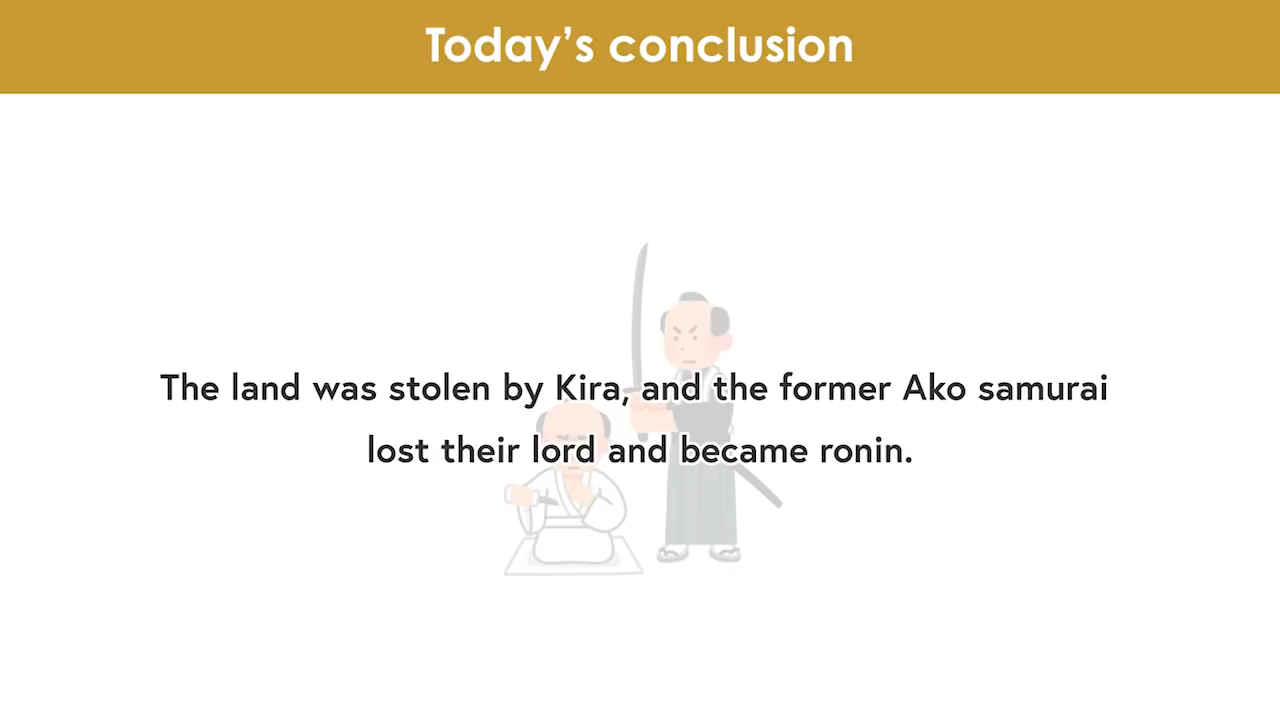 Today’s conclusion
The land was stolen by Kira, and the former Ako samurai
lost their lord and became ronin.